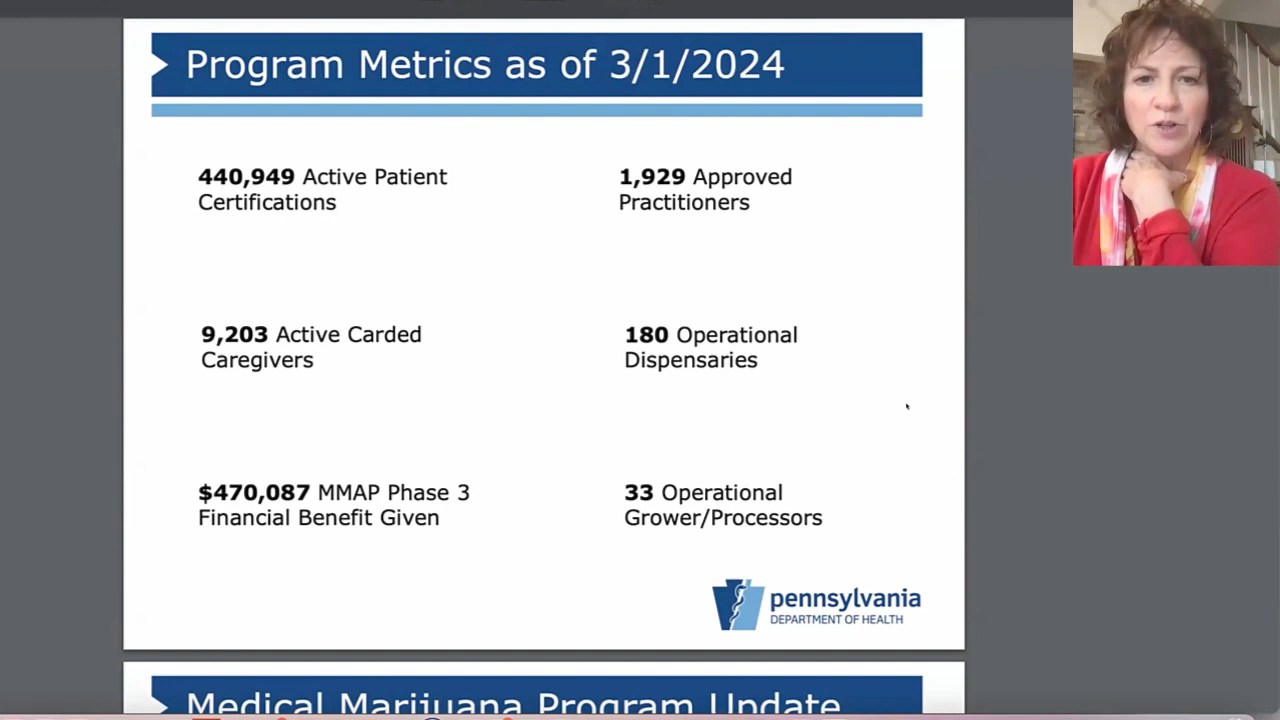 Program Metrics as of 3/1/2024
440,949 Active Patient
Certifications
1,929 Approved
Practitioners
9,203 Active Carded
Caregivers
180 Operational
Dispensaries
$470,087 MMAP Phase 3
Financial Benefit Given
33 Operational
Grower/Processors
pennsylvania
DEPARTMENT OF HEALTH
Medical Marijuana Program Update